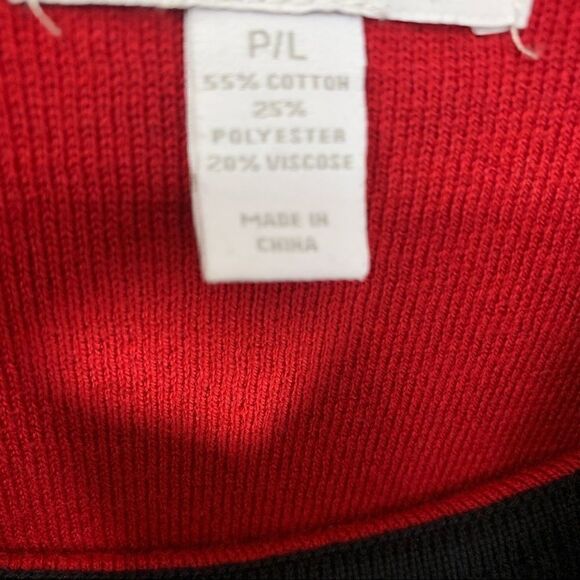 P/L
55% COTTON
25%
POLYESTER
20% VISCOSE
MADE IN
CHINA